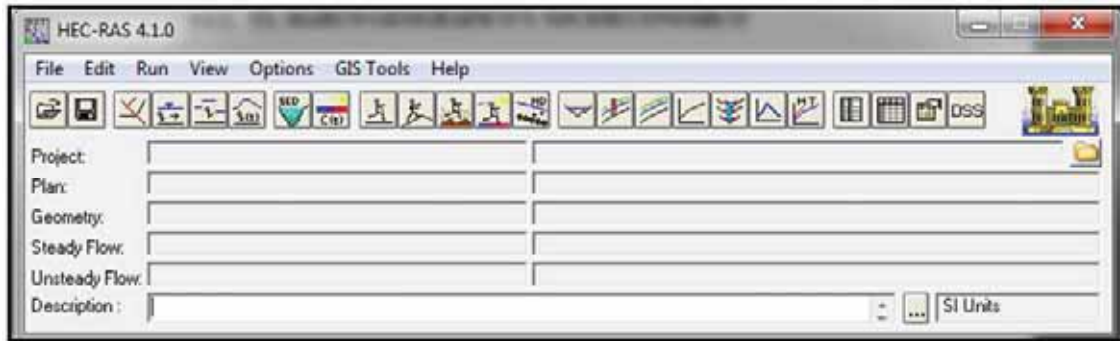 HEC-RAS 4.1.0
File Edit Run View Options GIS Tools Help
DSS
Project:
Plan:
Geometry:
Steady Flow:
Unsteady Flow:
Description :
... SI Units